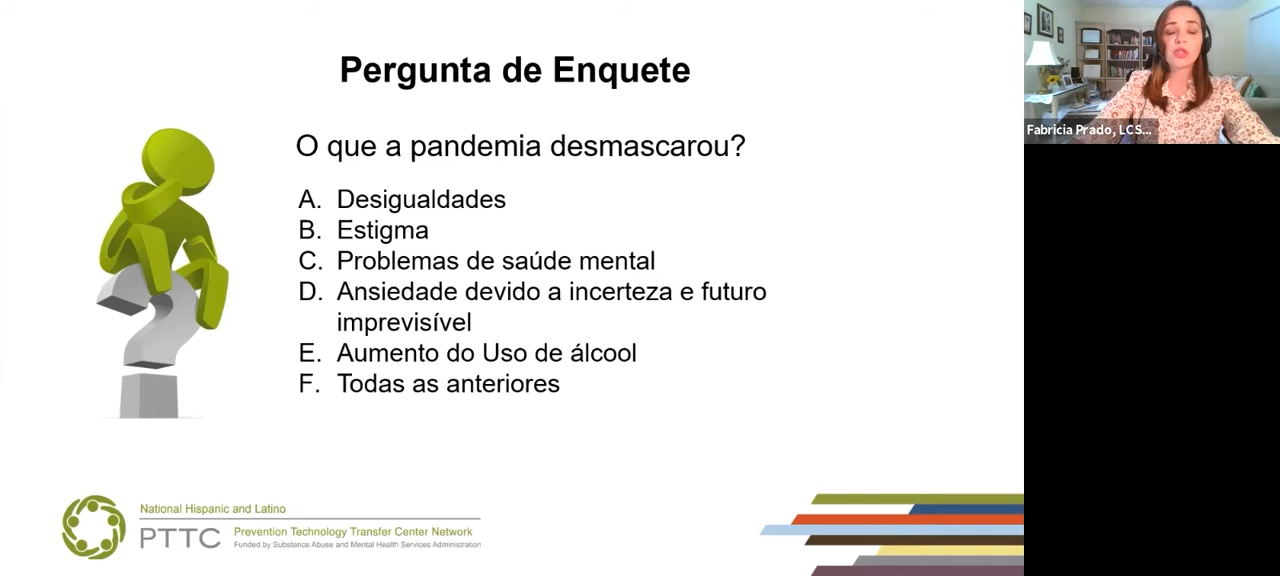 Pergunta de Enquete
O que a pandemia desmascarou?
A. Desigualdades
B. Estigma
C. Problemas de saúde mental
D. Ansiedade devido a incerteza e futuro
imprevisível
E. Aumento do Uso de álcool
F. Todas as anteriores
National Hispanic and Latino
PTTC Prevention Technology Transfer Center Network
Funded by Substance Abuse and Mental Health Services Administration
Fabricia Prado, LCS...